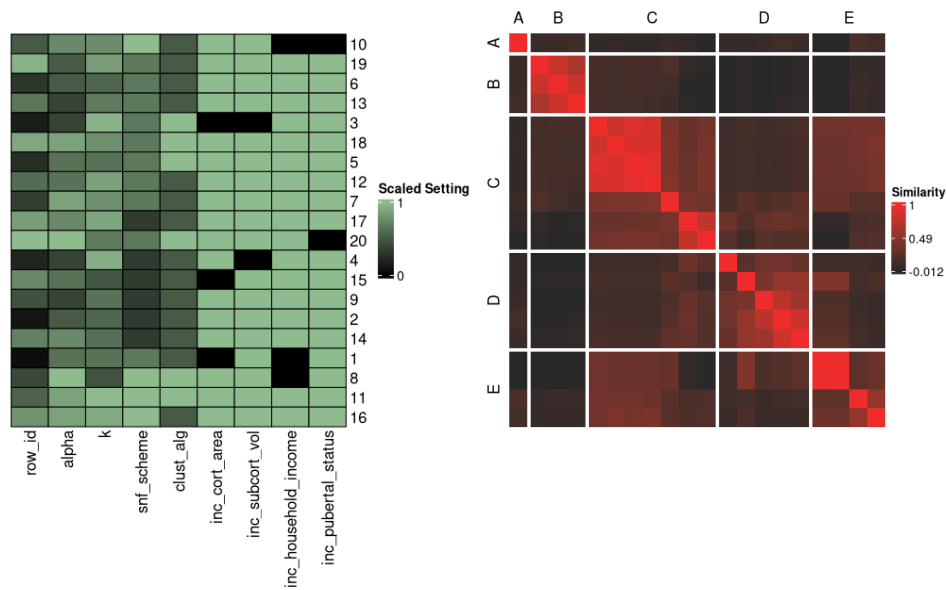 A B C D E
10
19
6
13
3
18
5
12
7
17
20
4
15
9
2
14
1
8
11
16
Scaled Setting
1
0
row_id
alpha
k
snf_scheme
clust_alg
inc_cort_area
inc_subcort_vol
inc_household_income
inc_pubertal_status
A
B
C
D
E
Similarity
1
0.49
-0.012